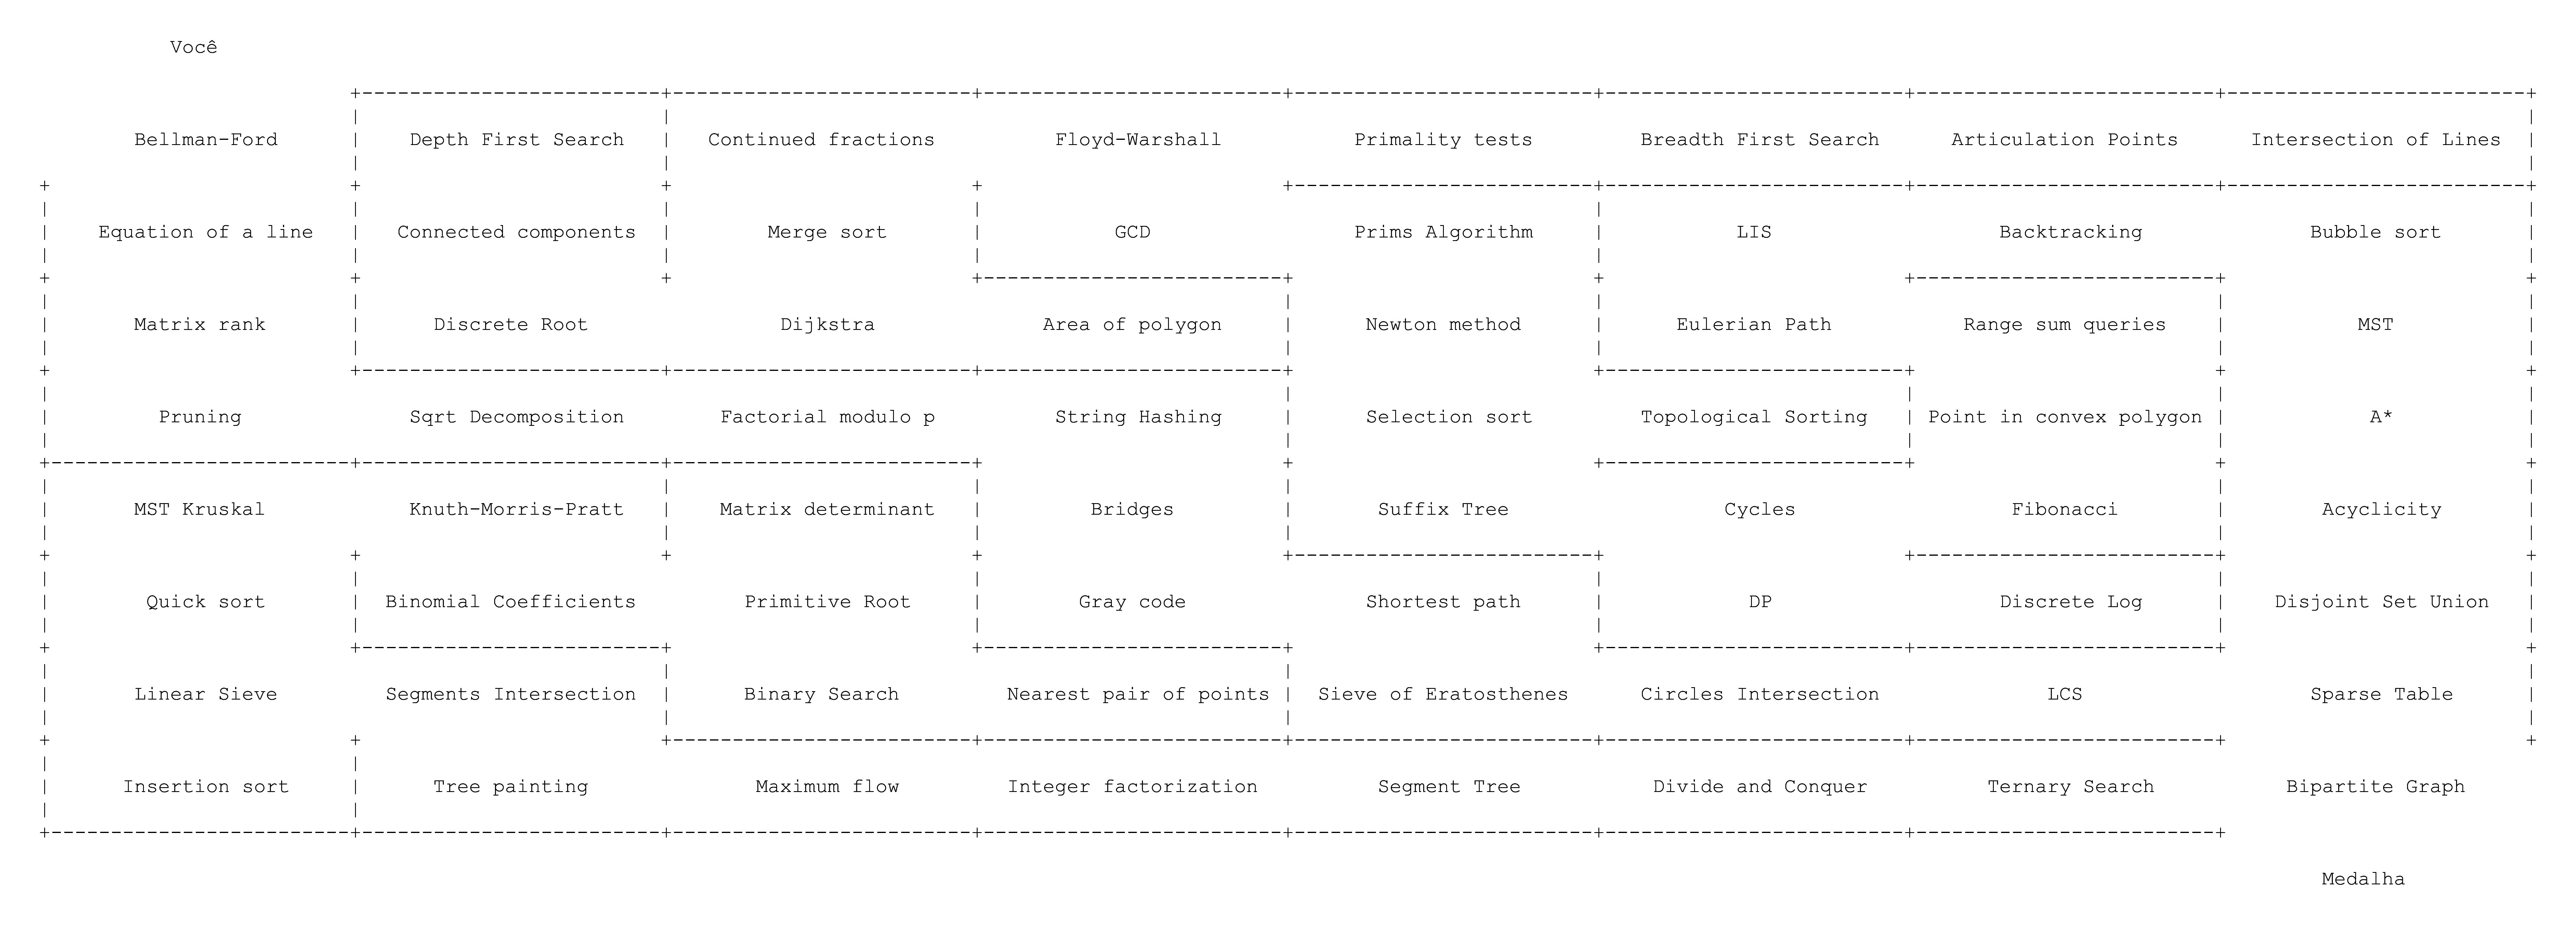 Você
Bellman-Ford Depth First Search Continued fractions Floyd-Warshall Primality tests Breadth First Search Articulation Points Intersection of Lines
Equation of a line Connected components Merge sort GCD Prims Algorithm LIS Backtracking Bubble sort
Matrix rank Discrete Root Dijkstra Area of polygon Newton method Eulerian Path Range sum queries MST
Pruning Sqrt Decomposition Factorial modulo p String Hashing Selection sort Topological Sorting Point in convex polygon A*
MST Kruskal Knuth-Morris-Pratt Matrix determinant Bridges Suffix Tree Cycles Fibonacci Acyclicity
Quick sort Binomial Coefficients Primitive Root Gray code Shortest path DP Discrete Log Disjoint Set Union
Linear Sieve Segments Intersection Binary Search Nearest pair of points Sieve of Eratosthenes Circles Intersection LCS Sparse Table
Insertion sort Tree painting Maximum flow Integer factorization Segment Tree Divide and Conquer Ternary Search Bipartite Graph
Medalha